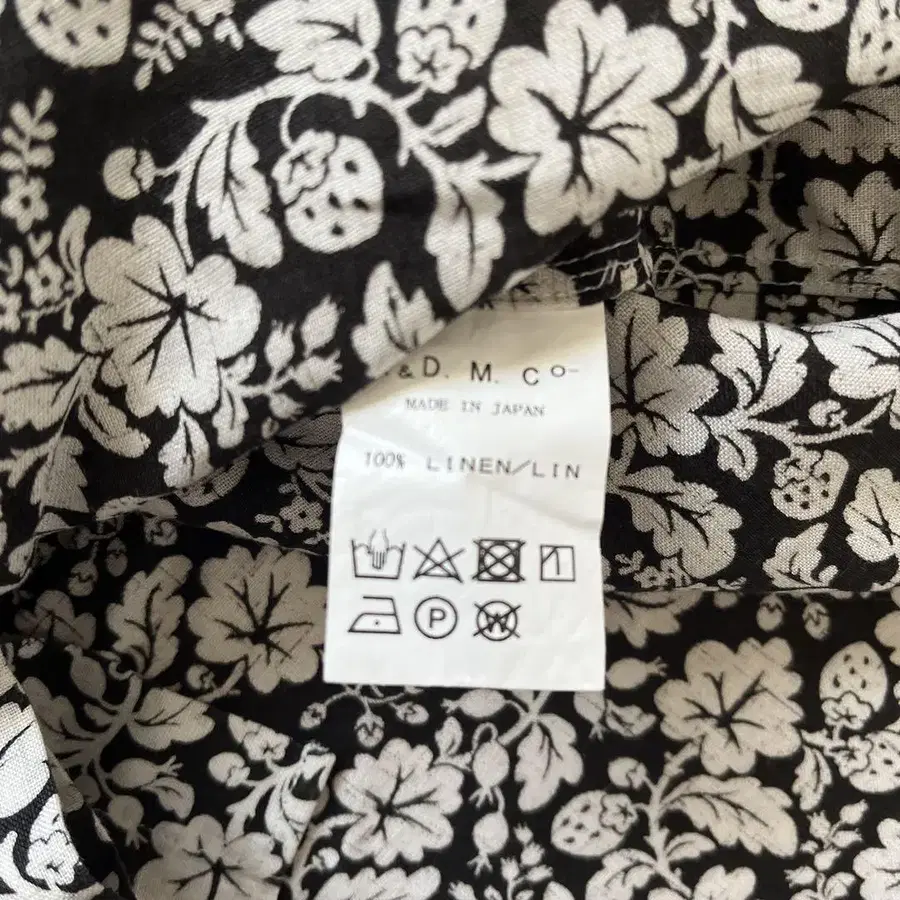 & D. M. Co-
MADE IN JAPAN
100% LINEN/LIN
P
W